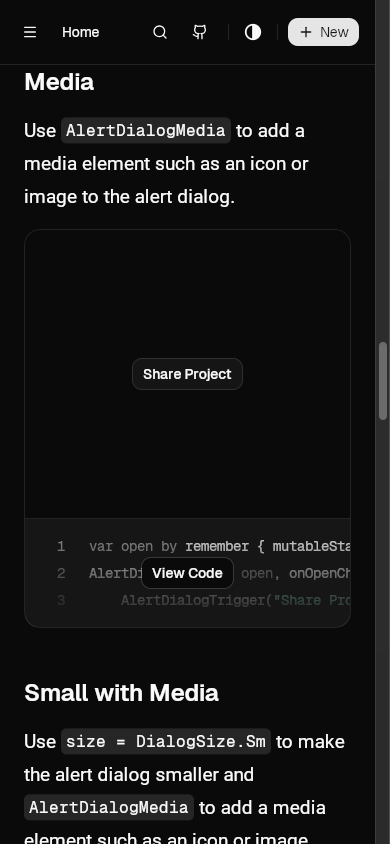 Home
New
Media
Use AlertDialogMedia to add a
media element such as an icon or
image to the alert dialog.
Share Project
1 var open by remember { mutableSta
2 AlertDi
View Code
open, onOpenCh
3 AlertDialogTrigger("Share Pro
Small with Media
Use size = DialogSize.Sm to make
the alert dialog smaller and
AlertDialogMedia to add a media
element such as an icon or image